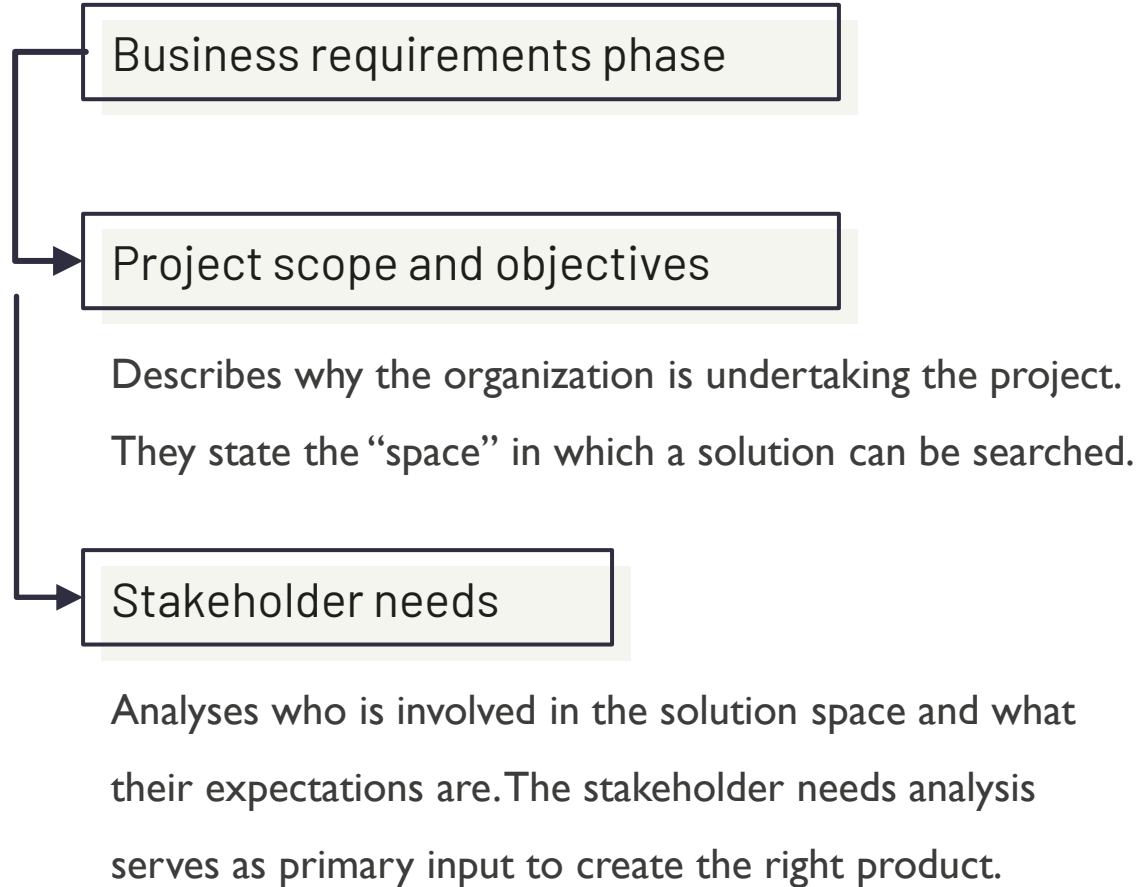 Business requirements phase
Project scope and objectives
Describes why the organization is undertaking the project.
They state the “space” in which a solution can be searched.
Stakeholder needs
Analyses who is involved in the solution space and what
their expectations are. The stakeholder needs analysis
serves as primary input to create the right product.